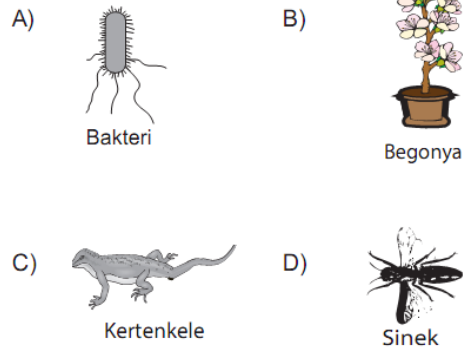 A)
B)
Bakteri
Begonya
C)
D)
Kertenkele
Sinek